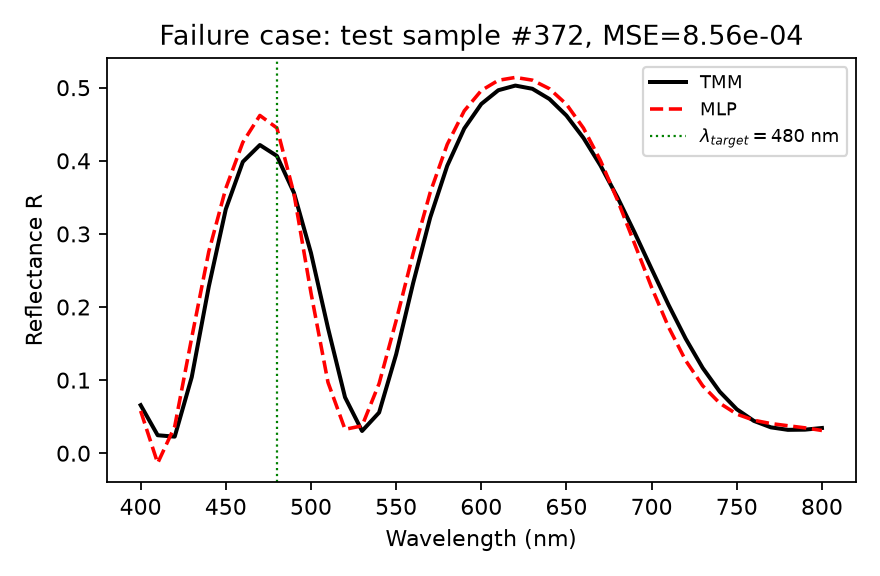 Failure case: test sample #372, MSE=8.56e-04
TMM
MLP
λ_target = 480 nm
Reflectance R
0.5
0.4
0.3
0.2
0.1
0.0
400 450 500 550 600 650 700 750 800
Wavelength (nm)